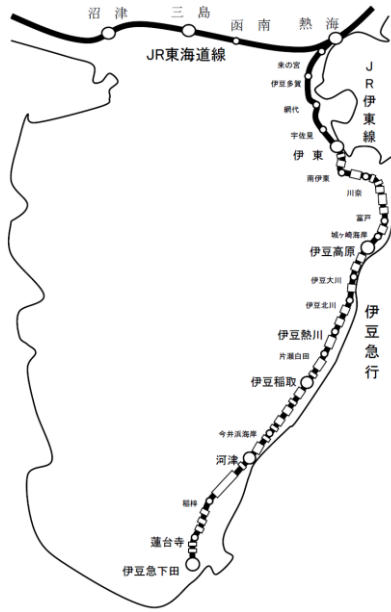 沼津
三島
函南
熱海
JR東海道線
来の宮
伊豆多賀
網代
宇佐見
JR伊東線
伊東
南伊東
川奈
富戸
城ヶ崎海岸
伊豆高原
伊豆大川
伊豆北川
伊豆急行
伊豆熱川
片瀬白田
伊豆稲取
今井浜海岸
河津
稲梓
蓮台寺
伊豆急下田